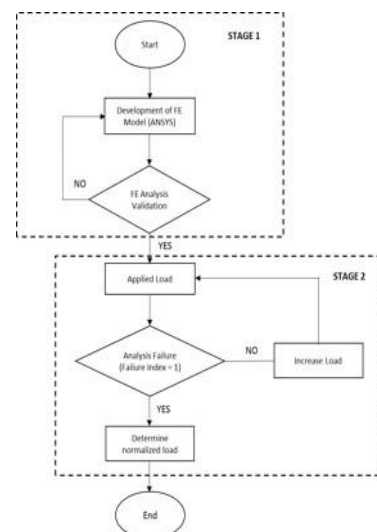 STAGE 1
Start
Development of FE
Model (ANSYS)
NO
FE Analysis
Validation
YES
STAGE 2
Applied Load
Analysis Failure
(Failure Index = 1)
NO
Increase Load
YES
Determine
normalized load
End